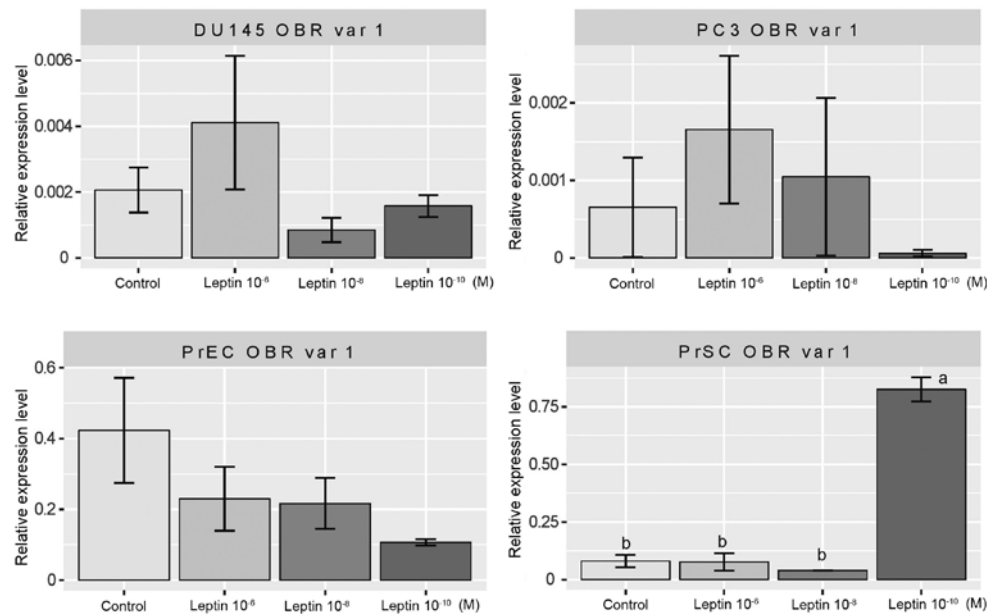 DU145 OBR var 1
Relative expression level
0.006
0.004
0.002
0
Control Leptin 10⁻⁶ Leptin 10⁻⁸ Leptin 10⁻¹⁰ (M)
PC3 OBR var 1
Relative expression level
0.002
0.001
0
Control Leptin 10⁻⁶ Leptin 10⁻⁸ Leptin 10⁻¹⁰ (M)
PrEC OBR var 1
Relative expression level
0.6
0.4
0.2
0
Control Leptin 10⁻⁶ Leptin 10⁻⁸ Leptin 10⁻¹⁰ (M)
PrSC OBR var 1
Relative expression level
0.75
0.50
0.25
0
b b b a
Control Leptin 10⁻⁶ Leptin 10⁻⁸ Leptin 10⁻¹⁰ (M)